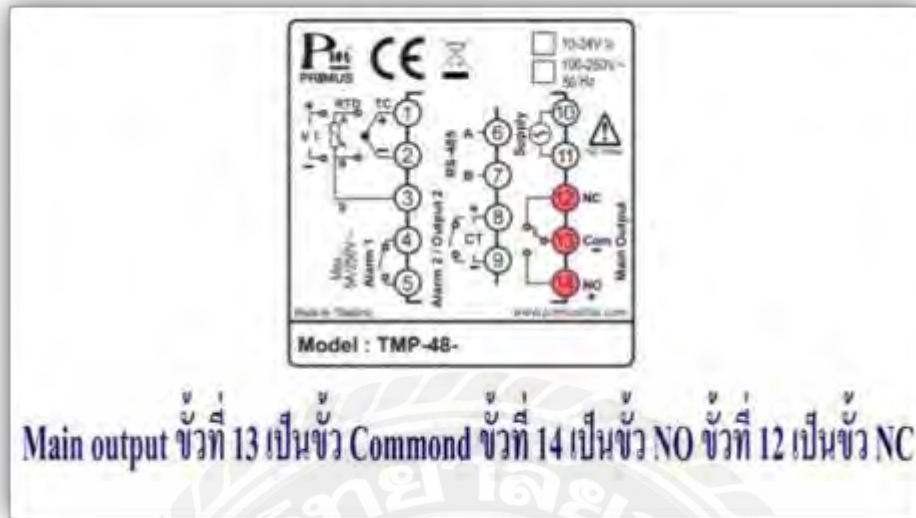 Pm
PRIMUS
CE
10-24V
100-250V~
50 Hz
RTD TC
1
2
3
4
5
A
B
RS-485
6
7
8
9
CT
Supply
10
11
12 NC
13 Com
14 NO
Main Output
Max.
5A/250V~
Alarm 1
Alarm 2 / Output 2
Made in Thailand
www.primusthai.com
Model : TMP-48-
Main output ขั้วที่ 13 เป็นขั้ว Commond ขั้วที่ 14 เป็นขั้ว NO ขั้วที่ 12 เป็นขั้ว NC